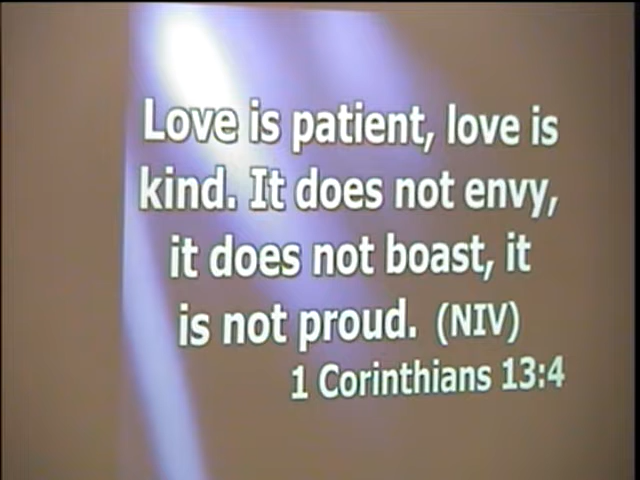 Love is patient, love is
kind. It does not envy,
it does not boast, it
is not proud. (NIV)
1 Corinthians 13:4